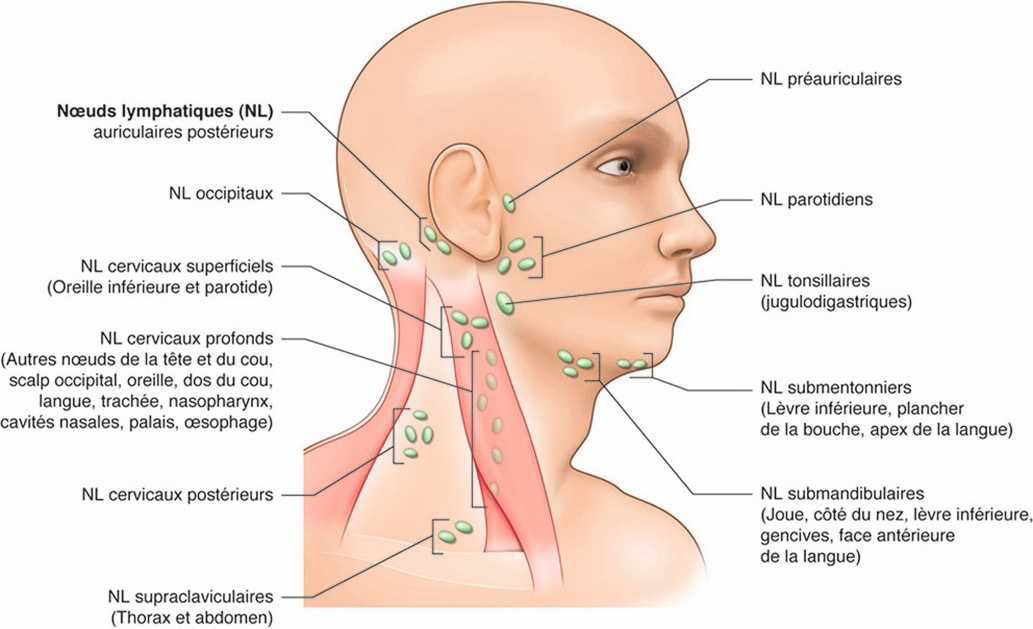 Nœuds lymphatiques (NL)
auriculaires postérieurs
NL occipitaux
NL cervicaux superficiels
(Oreille inférieure et parotide)
NL cervicaux profonds
(Autres nœuds de la tête et du cou,
scalp occipital, oreille, dos du cou,
langue, trachée, nasopharynx,
cavités nasales, palais, œsophage)
NL cervicaux postérieurs
NL supraclaviculaires
(Thorax et abdomen)
NL préauriculaires
NL parotidiens
NL tonsillaires
(jugulodigastriques)
NL submentonniers
(Lèvre inférieure, plancher
de la bouche, apex de la langue)
NL submandibulaires
(Joue, côté du nez, lèvre inférieure,
gencives, face antérieure
de la langue)